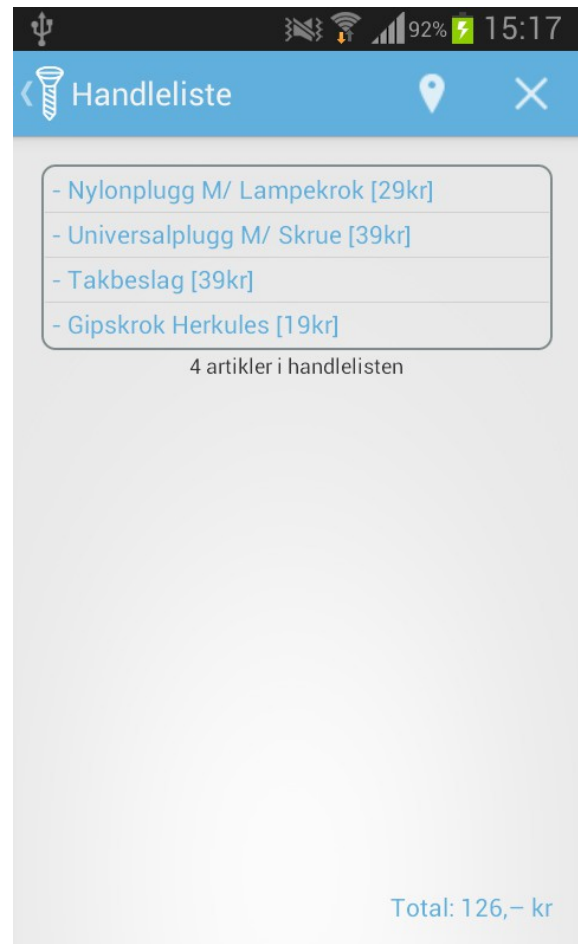 92% 15:17
Handleliste
- Nylonplugg M/ Lampekrok [29kr]
- Universalplugg M/ Skrue [39kr]
- Takbeslag [39kr]
- Gipskrok Herkules [19kr]
4 artikler i handlelisten
Total: 126,– kr